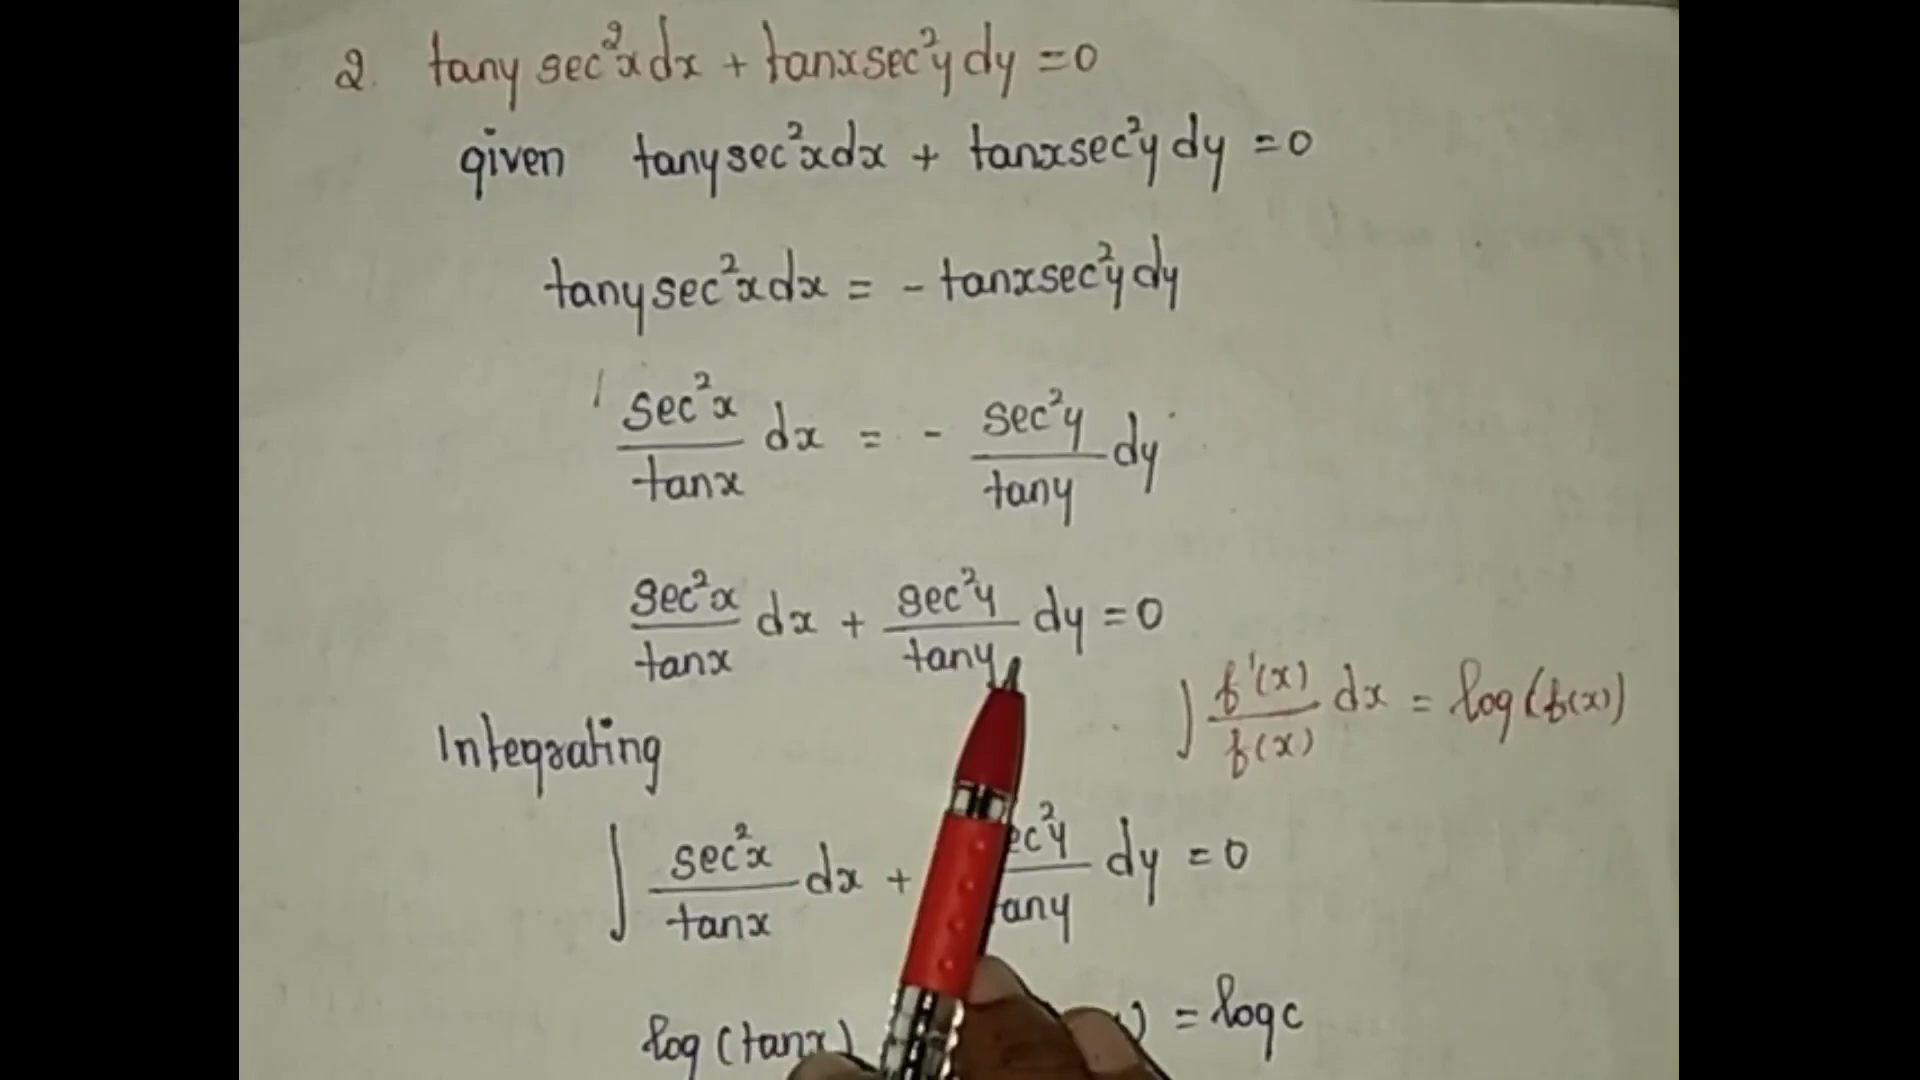 2. tany sec²x dx + tanx sec²y dy = 0
given tany sec²x dx + tanx sec²y dy = 0
tany sec²x dx = - tanx sec²y dy
sec²x/tanx dx = - sec²y/tany dy
sec²x/tanx dx + sec²y/tany dy = 0
∫ f'(x)/f(x) dx = log(f(x))
Integrating
∫ sec²x/tanx dx + ec²y/tany dy = 0
log(tanx) = logc